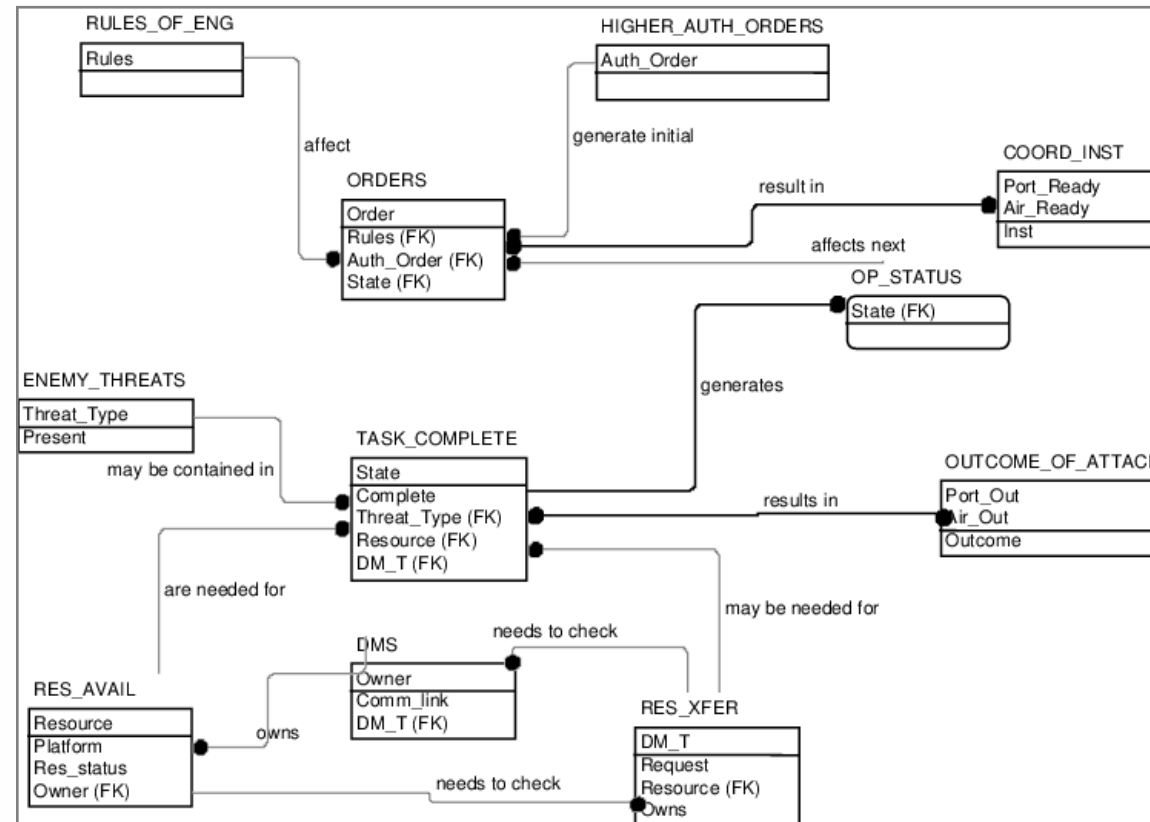 RULES_OF_ENG
Rules
HIGHER_AUTH_ORDERS
Auth_Order
affect
generate initial
COORD_INST
Port_Ready
Air_Ready
Inst
result in
ORDERS
Order
Rules (FK)
Auth_Order (FK)
State (FK)
affects next
OP_STATUS
State (FK)
generates
ENEMY_THREATS
Threat_Type
Present
may be contained in
TASK_COMPLETE
State
Complete
Threat_Type (FK)
Resource (FK)
DM_T (FK)
results in
OUTCOME_OF_ATTACK
Port_Out
Air_Out
Outcome
are needed for
may be needed for
needs to check
DMS
Owner
Comm_link
DM_T (FK)
owns
RES_AVAIL
Resource
Platform
Res_status
Owner (FK)
needs to check
RES_XFER
DM_T
Request
Resource (FK)
Owns